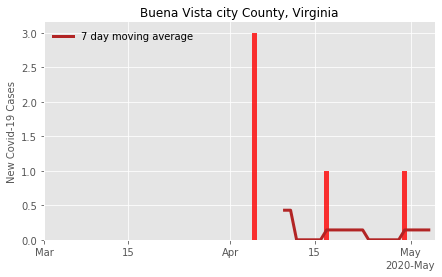 Buena Vista city County, Virginia
7 day moving average
New Covid-19 Cases
3.0
2.5
2.0
1.5
1.0
0.5
0.0
Mar 15 Apr 15 May
2020-May